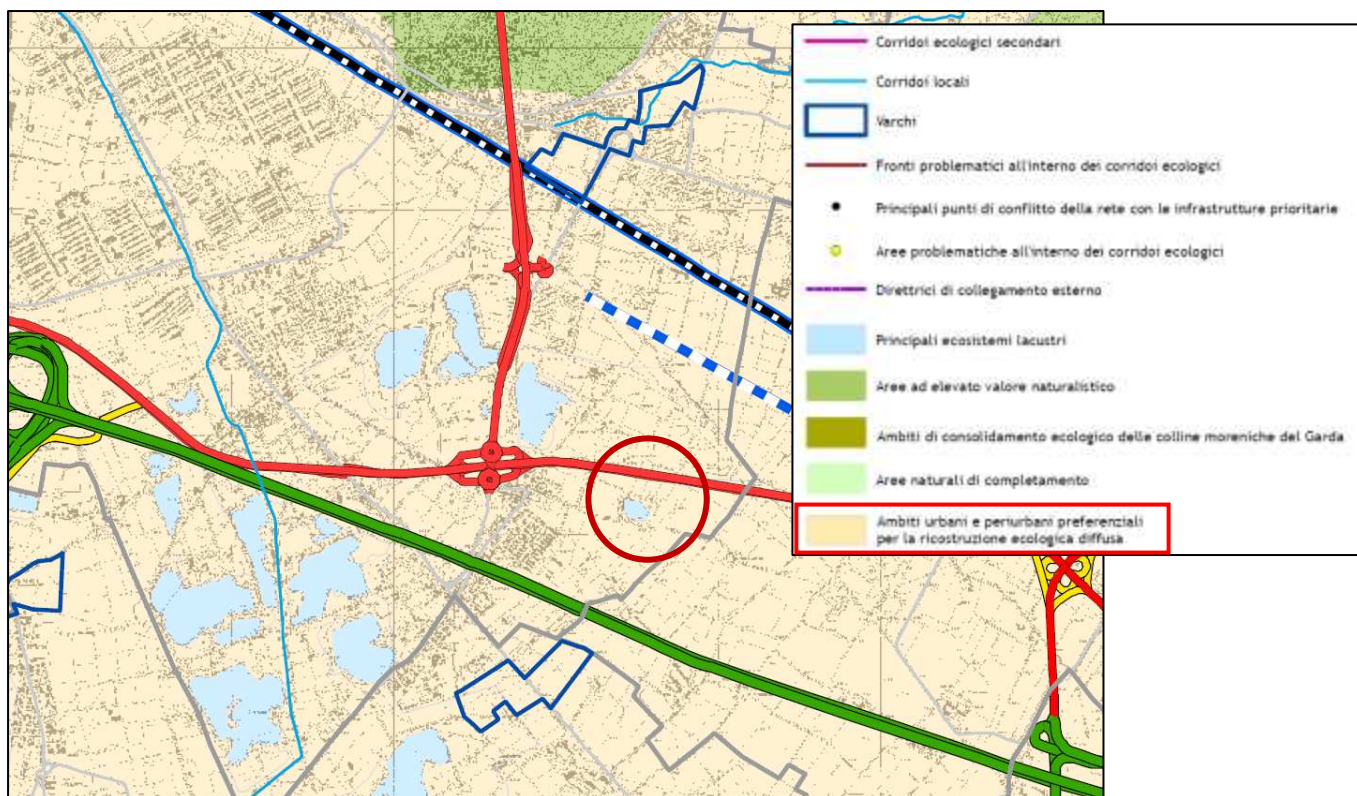 Corridoi ecologici secondari
Corridoi locali
Varchi
Fronti problematici all'interno dei corridoi ecologici
Principali punti di conflitto della rete con le infrastrutture prioritarie
Aree problematiche all'interno dei corridoi ecologici
Direttrici di collegamento esterno
Principali ecosistemi lacustri
Aree ad elevato valore naturalistico
Ambiti di consolidamento ecologico delle colline moreniche del Garda
Aree naturali di completamento
Ambiti urbani e periurbani preferenziali
per la ricostruzione ecologica diffusa